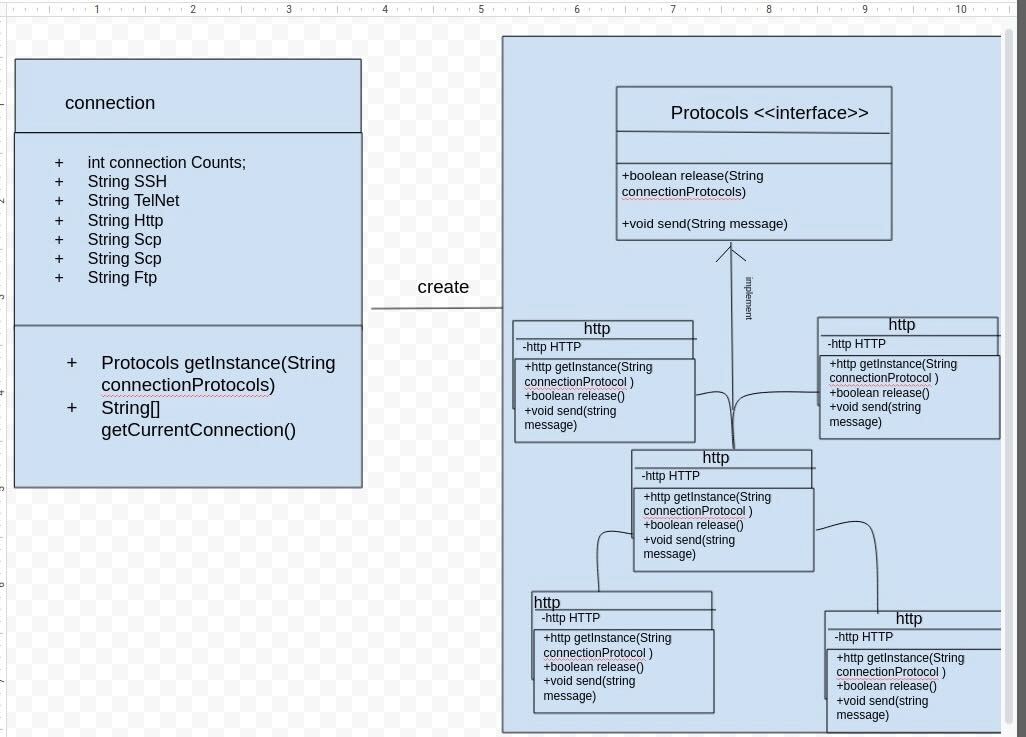 1 2 3 4 5 6 7 8 9 10
connection
+ int connection Counts;
+ String SSH
+ String TelNet
+ String Http
+ String Scp
+ String Scp
+ String Ftp
+ Protocols getInstance(String
connectionProtocols)
+ String[]
getCurrentConnection()
create
Protocols <<interface>>
+boolean release(String
connectionProtocols)
+void send(String message)
implement
http
-http HTTP
+http getInstance(String
connectionProtocol )
+boolean release()
+void send(string
message)
http
-http HTTP
+http getInstance(String
connectionProtocol )
+boolean release()
+void send(string
message)
http
-http HTTP
+http getInstance(String
connectionProtocol )
+boolean release()
+void send(string
message)
http
-http HTTP
+http getInstance(String
connectionProtocol )
+boolean release()
+void send(string
message)
http
-http HTTP
+http getInstance(String
connectionProtocol )
+boolean release()
+void send(string
message)